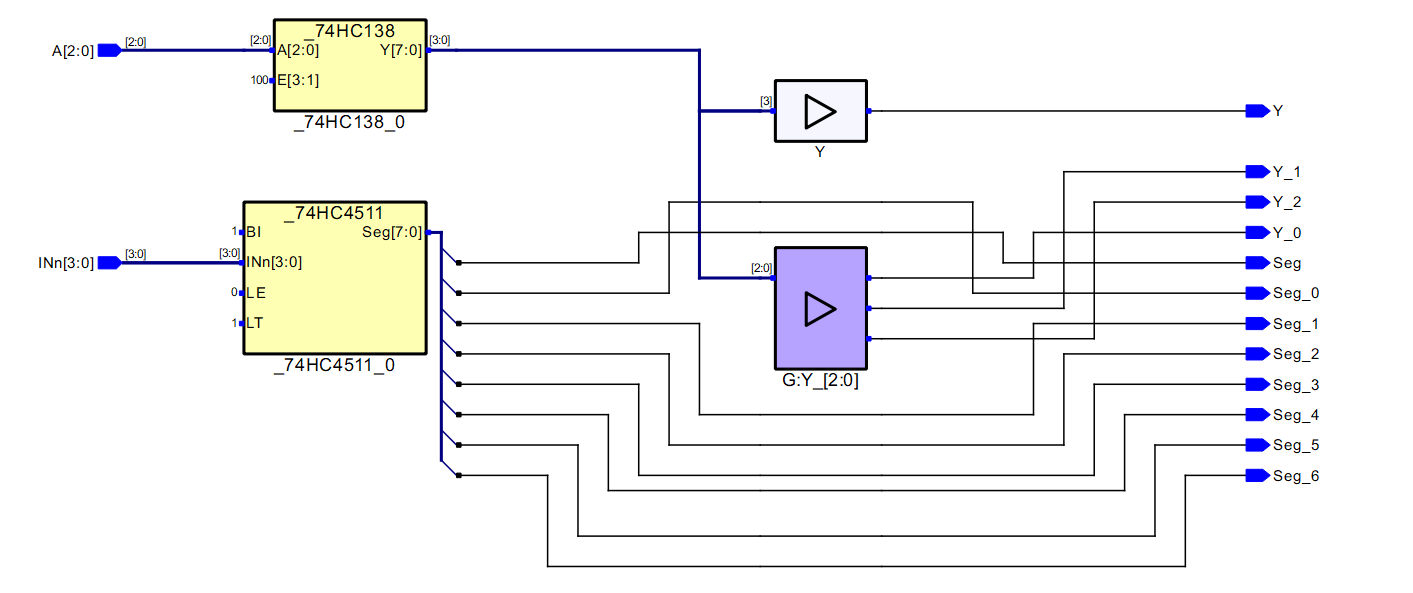 _74HC138
A[2:0]
[2:0]
[2:0]
A[2:0]
Y[7:0]
[3:0]
100
E[3:1]
_74HC138_0
[3]
Y
Y
Y_1
_74HC4511
Y_2
1
BI
Seg[7:0]
Y_0
INn[3:0]
[3:0]
[3:0]
INn[3:0]
[2:0]
Seg
0
LE
Seg_0
1
LT
Seg_1
_74HC4511_0
Seg_2
G:Y_[2:0]
Seg_3
Seg_4
Seg_5
Seg_6